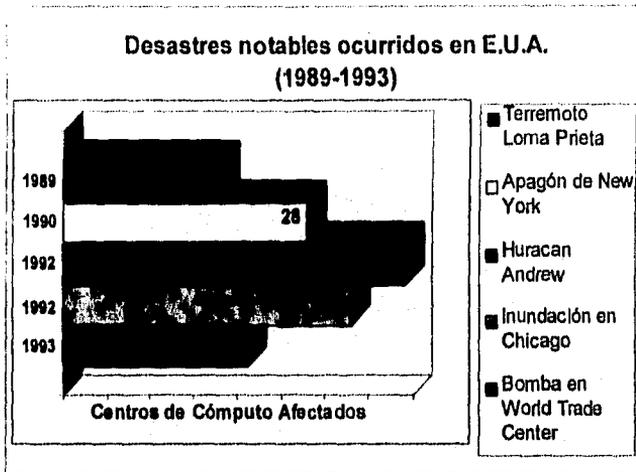 Desastres notables ocurridos en E.U.A.
(1989-1993)
1989
1990
28
1992
1992
1993
Centros de Cómputo Afectados
Terremoto
Loma Prieta
Apagón de New
York
Huracan
Andrew
Inundación en
Chicago
Bomba en
World Trade
Center